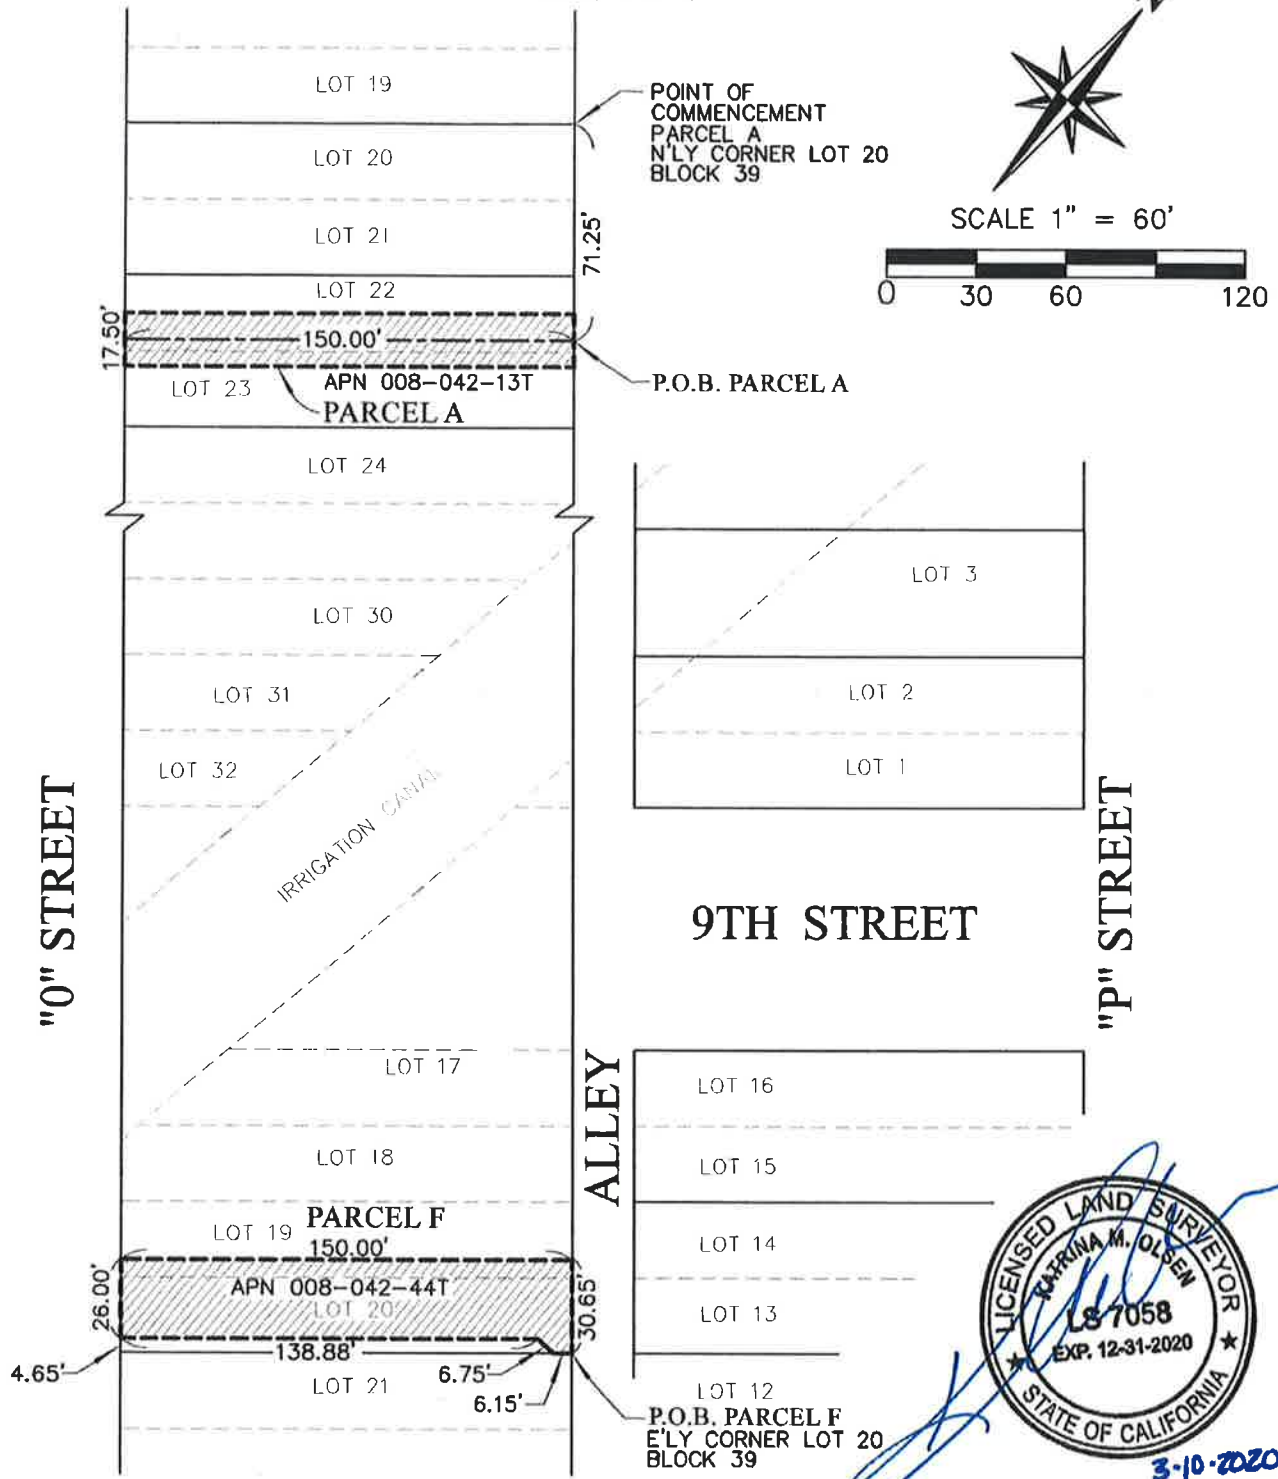 LOT 19
POINT OF
COMMENCEMENT
PARCEL A
N'LY CORNER LOT 20
BLOCK 39
LOT 20
LOT 21
71.25'
SCALE 1" = 60'
0 30 60 120
LOT 22
17.50'
150.00'
P.O.B. PARCEL A
LOT 23
APN 008-042-13T
PARCEL A
LOT 24
LOT 3
LOT 30
LOT 31
LOT 2
LOT 32
LOT 1
IRRIGATION CANAL
"O" STREET
9TH STREET
"P" STREET
LOT 17
ALLEY
LOT 16
LOT 18
LOT 15
LOT 19
PARCEL F
150.00'
LOT 14
26.00'
APN 008-042-44T
LOT 20
30.65'
LOT 13
138.88'
4.65'
6.75'
6.15'
LOT 21
LOT 12
P.O.B. PARCEL F
E'LY CORNER LOT 20
BLOCK 39
LICENSED LAND SURVEYOR
KATRINA M. OLSEN
LS 7058
EXP. 12-31-2020
STATE OF CALIFORNIA
3-10-2020